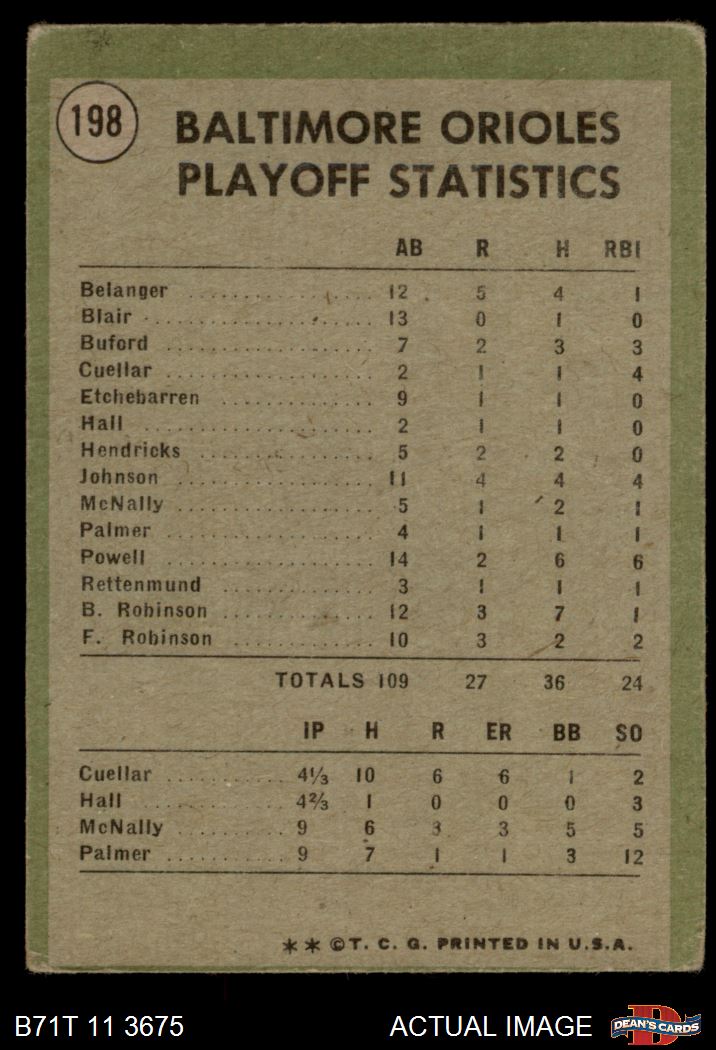 198
BALTIMORE ORIOLES
PLAYOFF STATISTICS
AB R H RBI
Belanger .................. 12 5 4 1
Blair .................. 13 0 1 0
Buford .................. 7 2 3 3
Cuellar .................. 2 1 1 4
Etchebarren .................. 9 1 1 0
Hall .................. 2 1 1 0
Hendricks .................. 5 2 2 0
Johnson .................. 11 4 4 4
McNally .................. 5 1 2 1
Palmer .................. 4 1 1 1
Powell .................. 14 2 6 6
Rettenmund .................. 3 1 1 1
B. Robinson .................. 12 3 7 1
F. Robinson .................. 10 3 2 2
TOTALS 109 27 36 24
IP H R ER BB SO
Cuellar ........... 4⅓ 10 6 6 1 2
Hall ........... 4⅔ 1 0 0 0 3
McNally ........... 9 6 3 3 5 5
Palmer ........... 9 7 1 1 3 12
** ©T. C. G. PRINTED IN U.S.A.
B71T 11 3675 ACTUAL IMAGE
D
DEAN'S CARDS